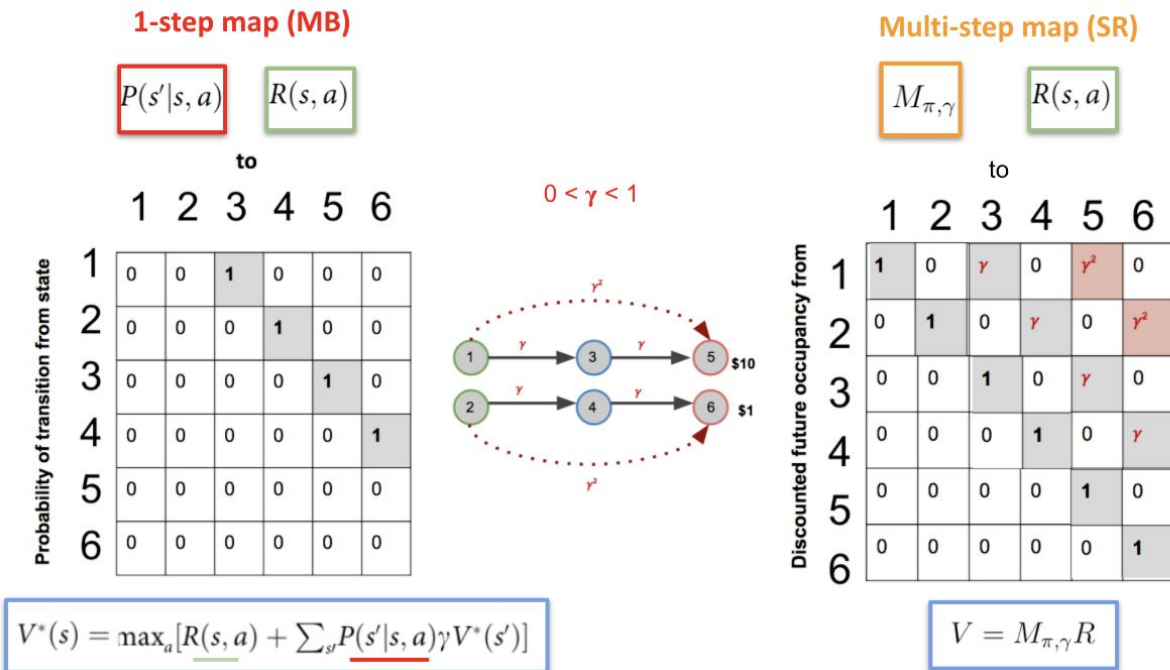 1-step map (MB)
P(s′|s, a)
R(s, a)
to
1 2 3 4 5 6
Probability of transition from state
1 0 0 1 0 0 0
2 0 0 0 1 0 0
3 0 0 0 0 1 0
4 0 0 0 0 0 1
5 0 0 0 0 0 0
6 0 0 0 0 0 0
V*(s) = max_a[R(s, a) + ∑_s′ P(s′|s, a)γV*(s′)]
0 < γ < 1
γ²
1 γ 3 γ 5 $10
2 γ 4 γ 6 $1
γ²
Multi-step map (SR)
M_π,γ
R(s, a)
to
1 2 3 4 5 6
Discounted future occupancy from
1 1 0 γ 0 γ² 0
2 0 1 0 γ 0 γ²
3 0 0 1 0 γ 0
4 0 0 0 1 0 γ
5 0 0 0 0 1 0
6 0 0 0 0 0 1
V = M_π,γ R